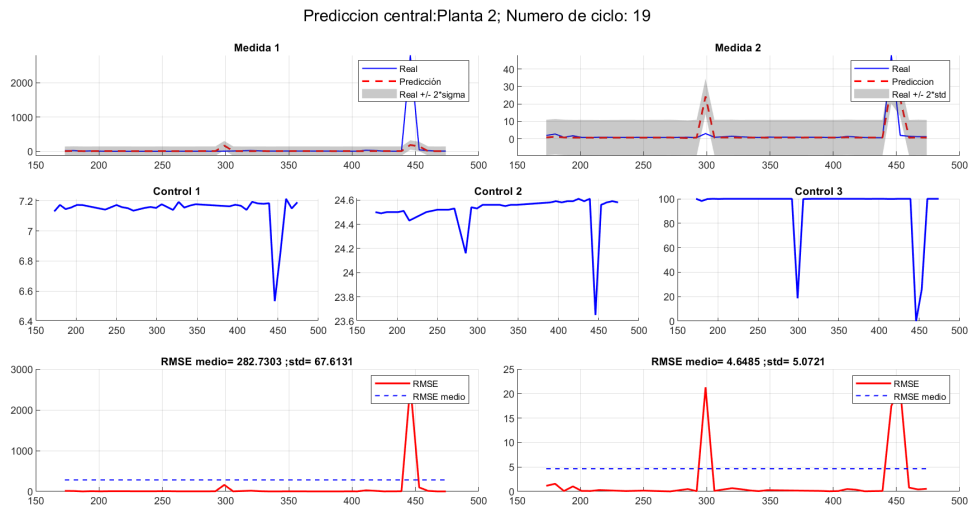 Prediccion central:Planta 2; Numero de ciclo: 19
Medida 1
Medida 2
Real
Predicción
Real +/- 2*sigma
Real
Prediccion
Real +/- 2*std
2000
1000
0
150 200 250 300 350 400 450 500
40
30
20
10
0
150 200 250 300 350 400 450 500
Control 1
Control 2
Control 3
7.2
7
6.8
6.6
6.4
150 200 250 300 350 400 450 500
24.6
24.4
24.2
24
23.8
23.6
150 200 250 300 350 400 450 500
100
80
60
40
20
0
150 200 250 300 350 400 450 500
RMSE medio= 282.7303 ;std= 67.6131
RMSE medio= 4.6485 ;std= 5.0721
RMSE
RMSE medio
RMSE
RMSE medio
3000
2000
1000
0
150 200 250 300 350 400 450 500
25
20
15
10
5
0
150 200 250 300 350 400 450 500